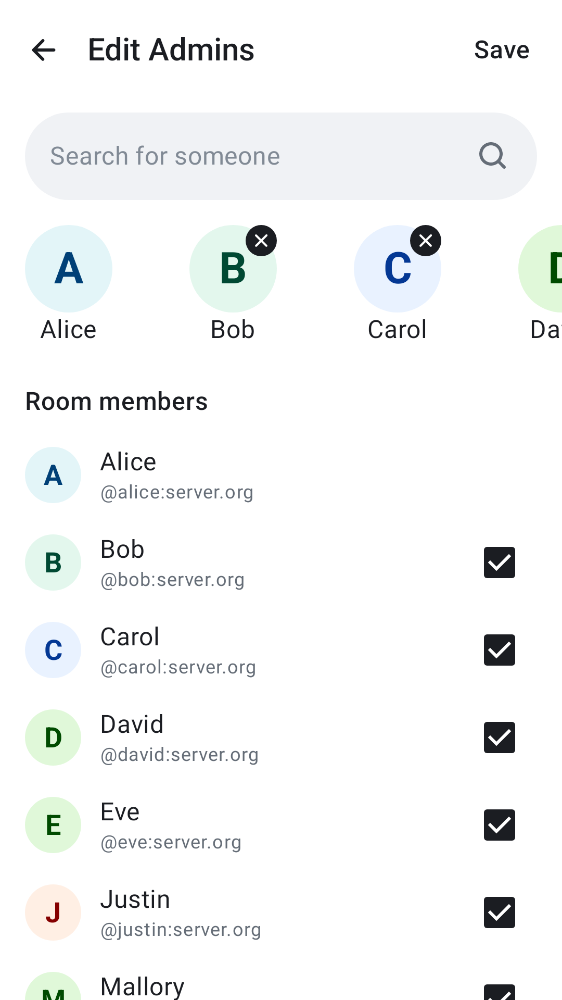 Edit Admins Save
Search for someone
A B C D
Alice Bob Carol Da
Room members
A Alice
@alice:server.org
B Bob
@bob:server.org
C Carol
@carol:server.org
D David
@david:server.org
E Eve
@eve:server.org
J Justin
@justin:server.org
M Mallory